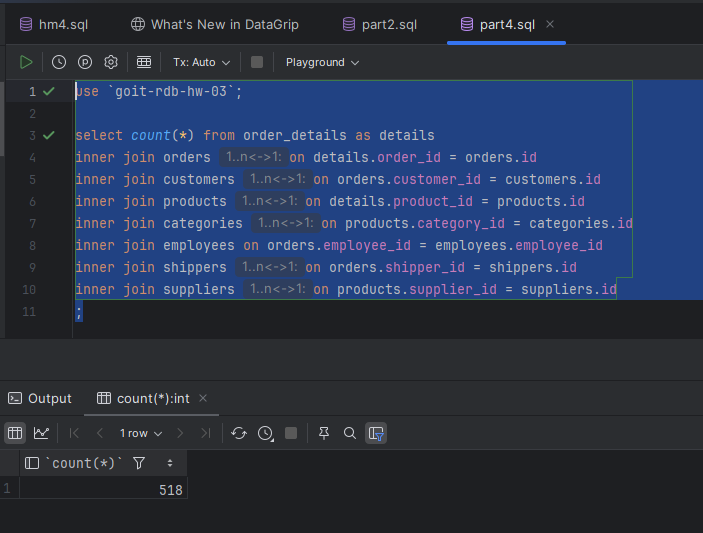 hm4.sql What's New in DataGrip part2.sql part4.sql
Tx: Auto Playground
1 use `goit-rdb-hw-03`;
2
3 select count(*) from order_details as details
4 inner join orders 1..n<->1: on details.order_id = orders.id
5 inner join customers 1..n<->1: on orders.customer_id = customers.id
6 inner join products 1..n<->1: on details.product_id = products.id
7 inner join categories 1..n<->1: on products.category_id = categories.id
8 inner join employees on orders.employee_id = employees.employee_id
9 inner join shippers 1..n<->1: on orders.shipper_id = shippers.id
10 inner join suppliers 1..n<->1: on products.supplier_id = suppliers.id
11 ;
Output count(*):int
1 row
`count(*)`
1 518